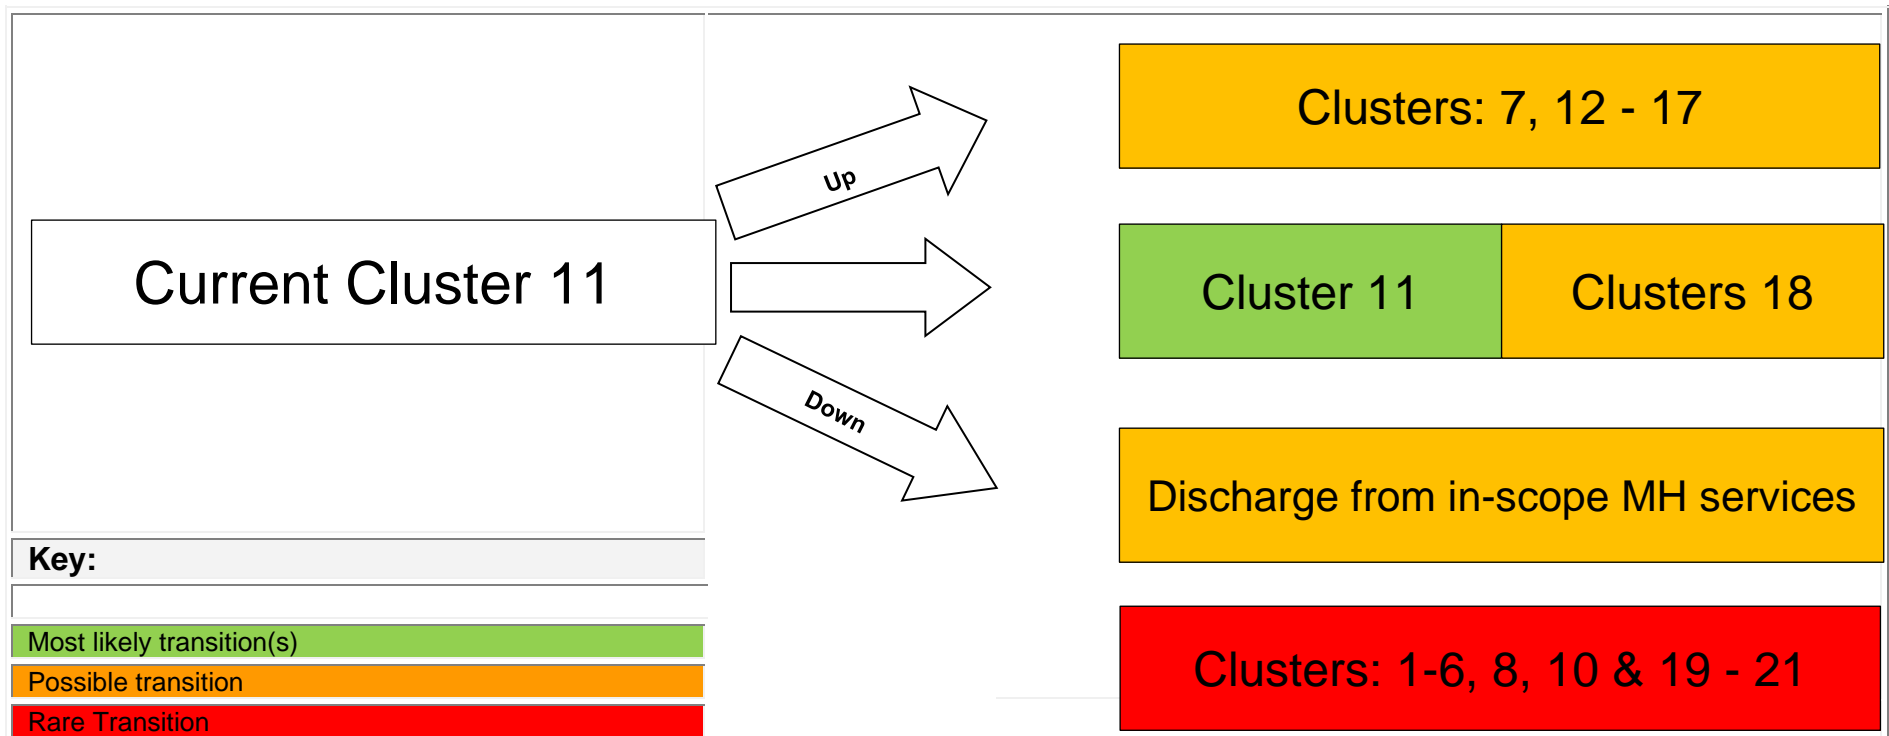 Current Cluster 11
Up
Down
Clusters: 7, 12 - 17
Cluster 11
Clusters 18
Discharge from in-scope MH services
Clusters: 1-6, 8, 10 & 19 - 21
Key:
Most likely transition(s)
Possible transition
Rare Transition